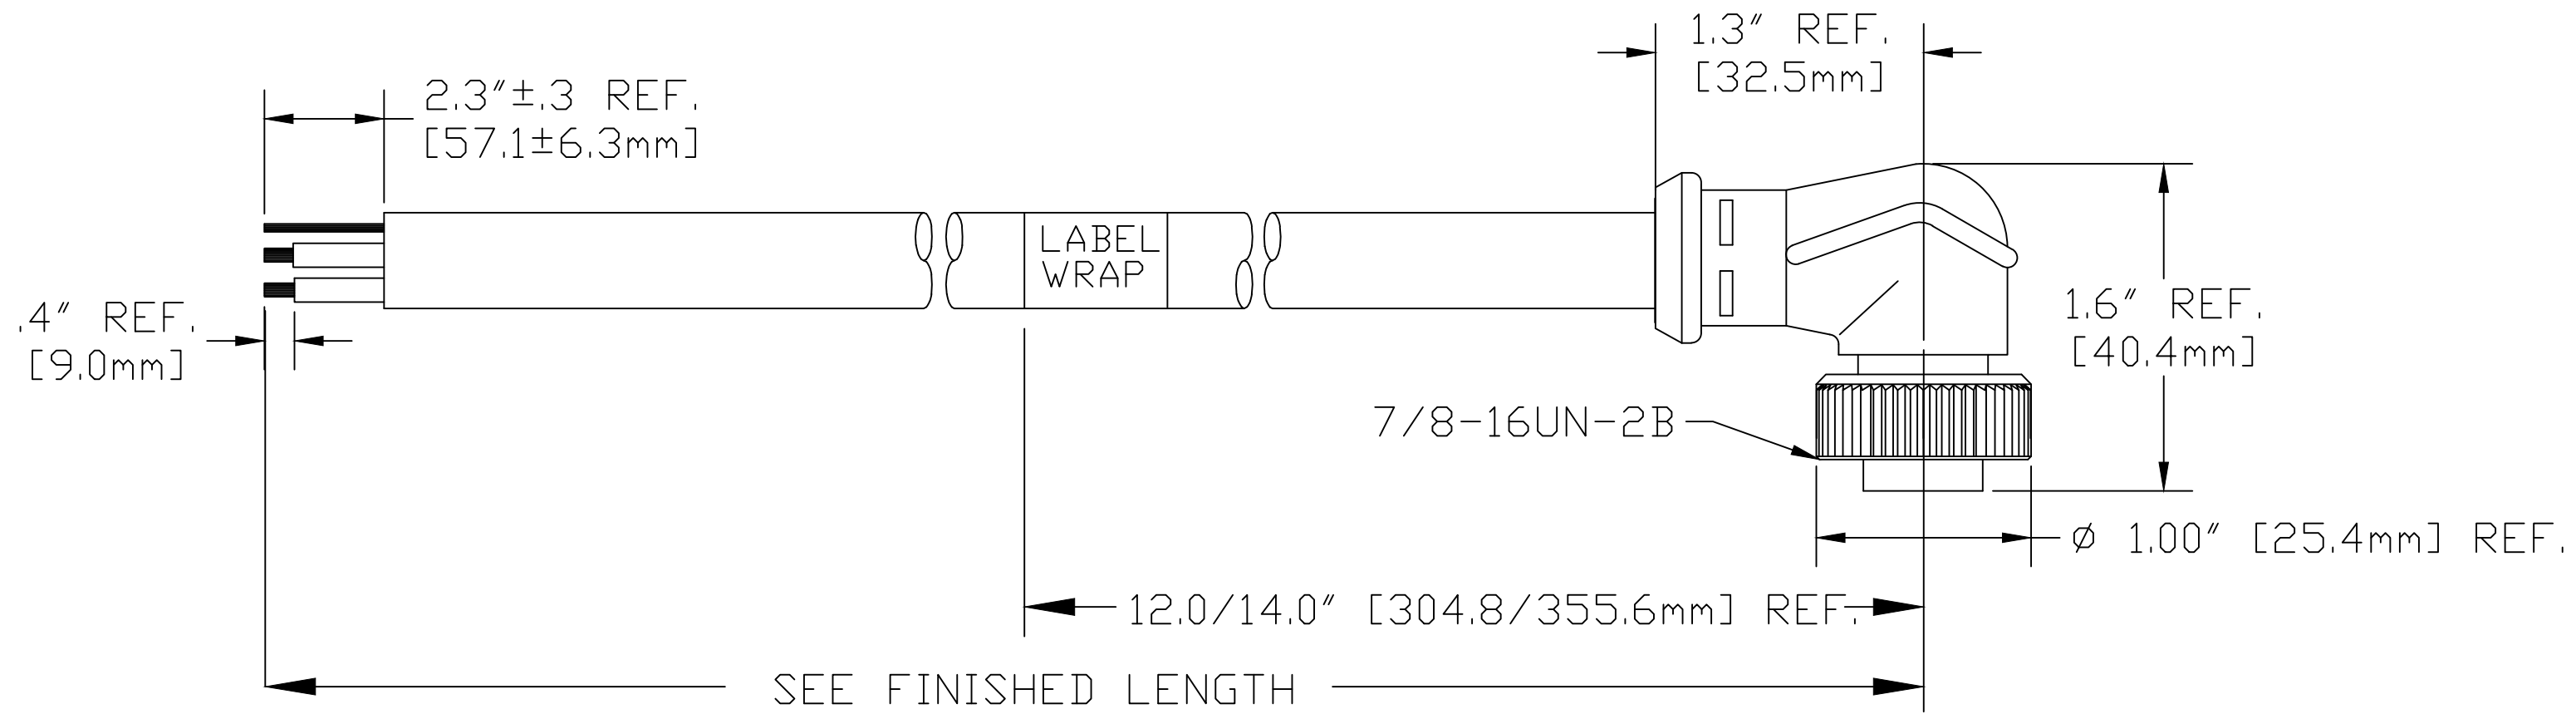 1.3" REF.
[32.5mm]
2.3"±.3 REF.
[57.1±6.3mm]
LABEL
WRAP
.4" REF.
[9.0mm]
1.6" REF.
[40.4mm]
7/8-16UN-2B
Ø 1.00" [25.4mm] REF.
12.0/14.0" [304.8/355.6mm] REF.
SEE FINISHED LENGTH